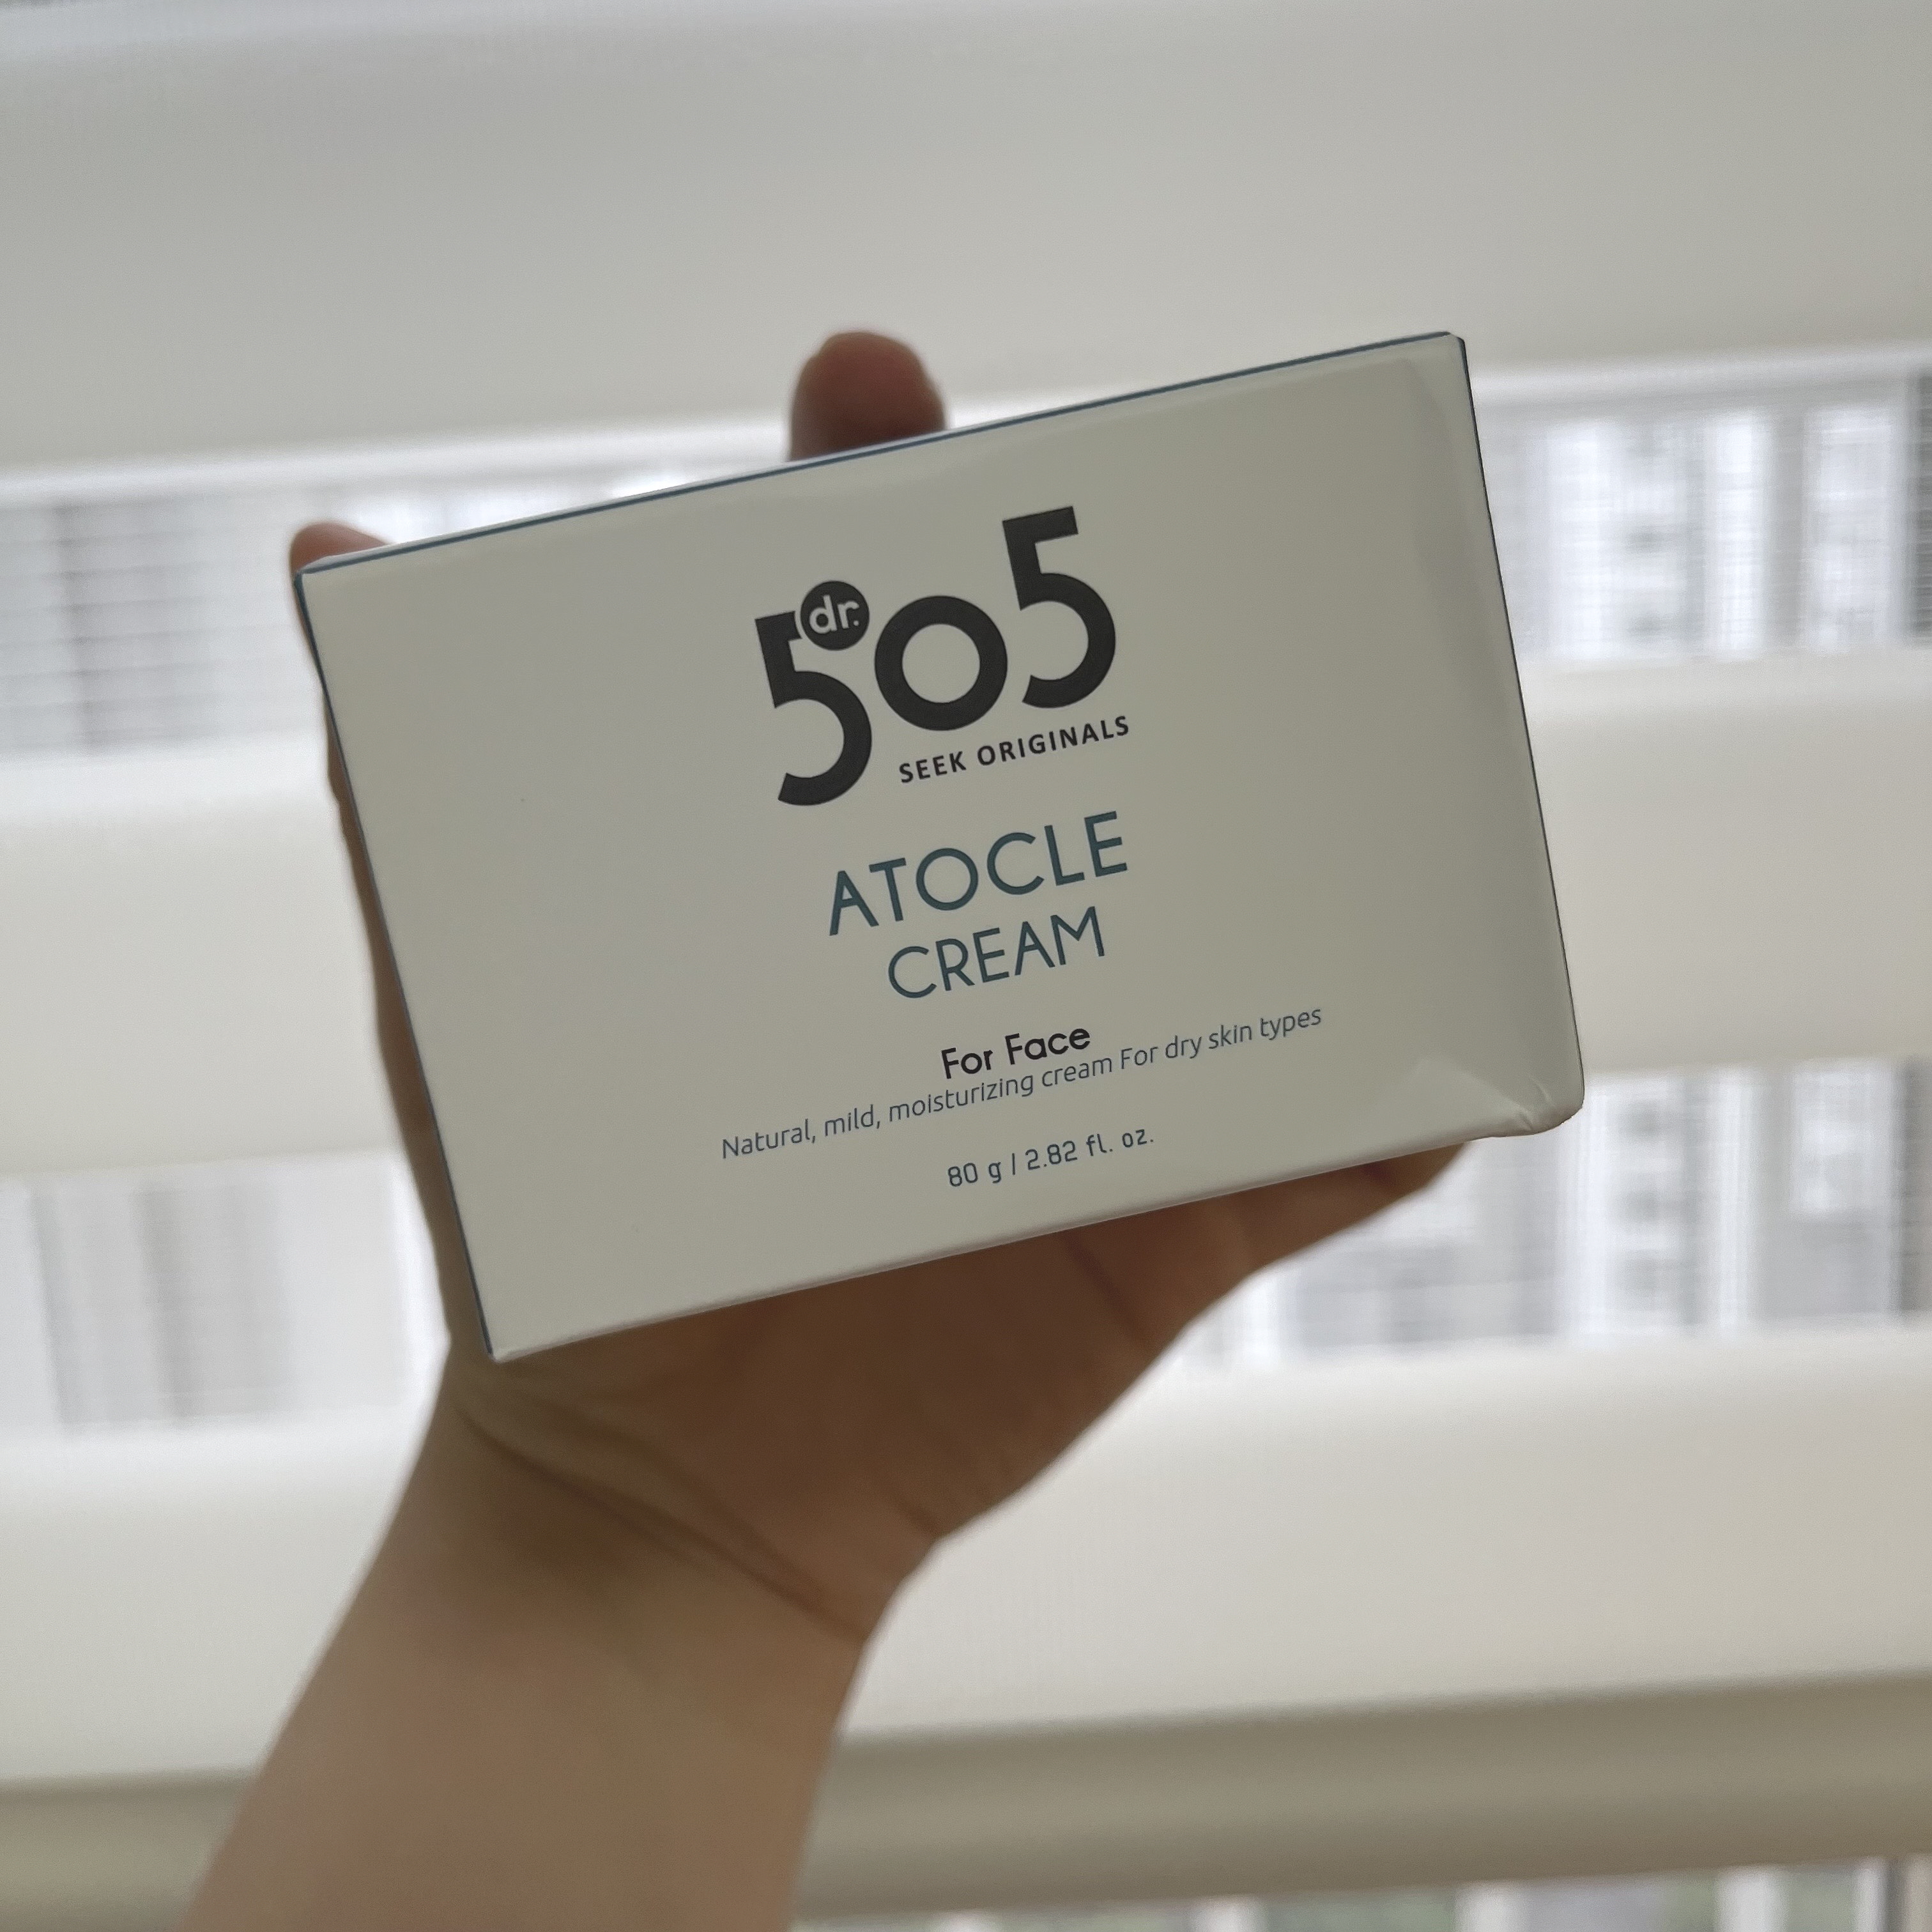 dr.
505
SEEK ORIGINALS
ATOCLE
CREAM
For Face
Natural, mild, moisturizing cream For dry skin types
80 g / 2.82 fl. oz.